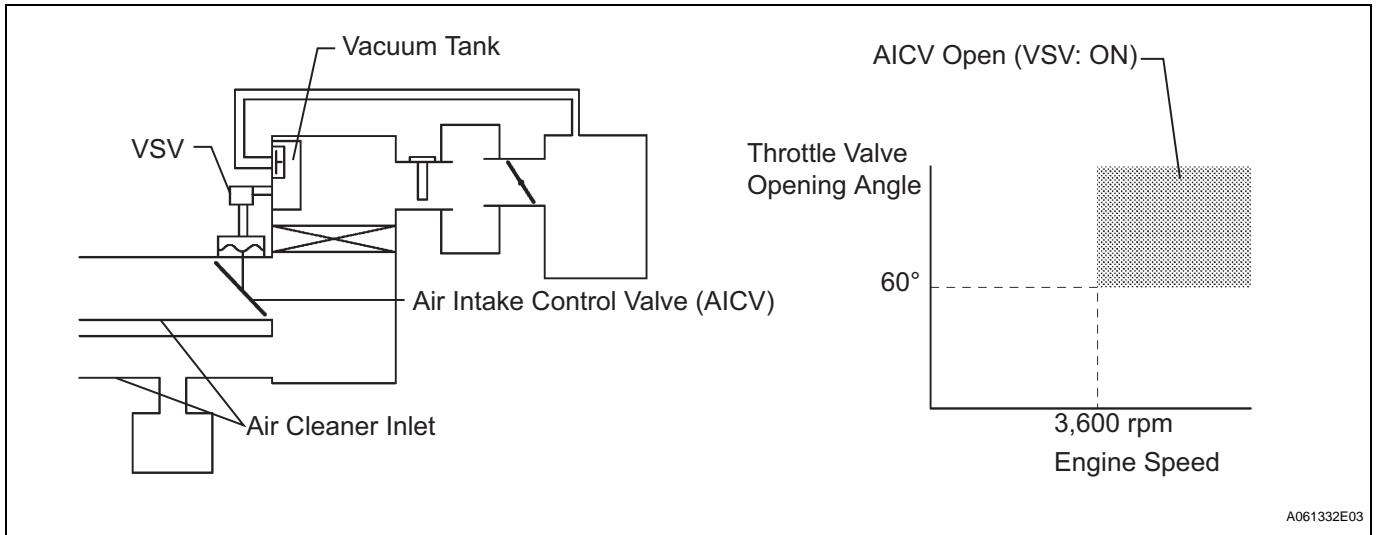 Vacuum Tank
VSV
Air Intake Control Valve (AICV)
Air Cleaner Inlet
AICV Open (VSV: ON)
Throttle Valve
Opening Angle
60°
3,600 rpm
Engine Speed
A061332E03